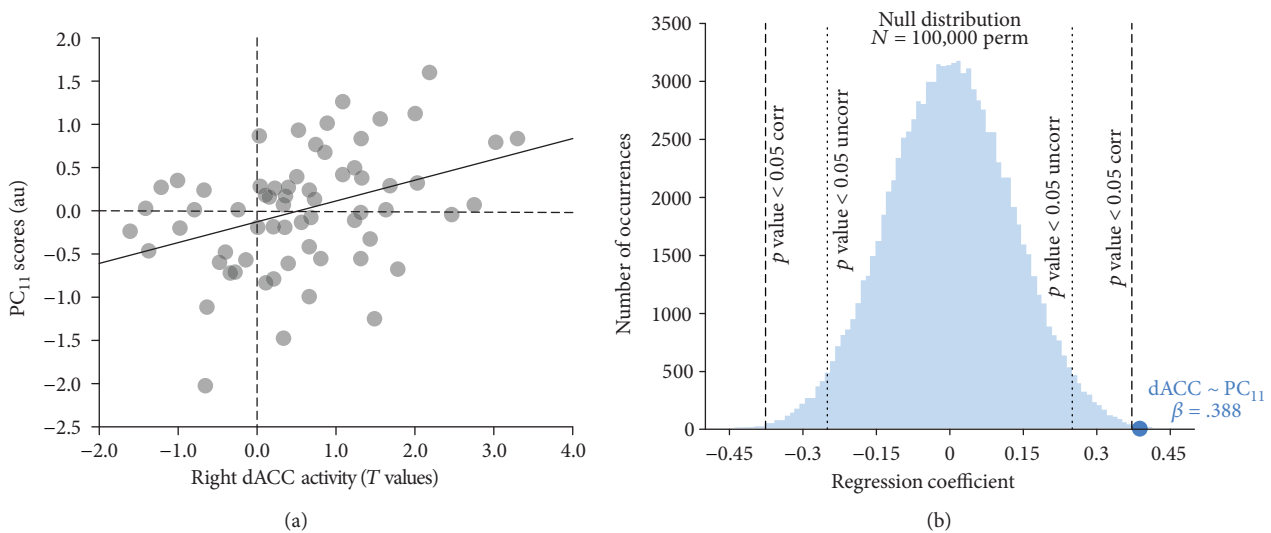 2.0
1.5
1.0
0.5
0.0
−0.5
−1.0
−1.5
−2.0
−2.5
PC11 scores (au)
−2.0 −1.0 0.0 1.0 2.0 3.0 4.0
Right dACC activity (T values)
(a)
Null distribution
N = 100,000 perm
3500
3000
2500
2000
1500
1000
500
0
Number of occurrences
p value < 0.05 corr
p value < 0.05 uncorr
p value < 0.05 uncorr
p value < 0.05 corr
dACC ~ PC11
β = .388
−0.45 −0.3 −0.15 0 0.15 0.3 0.45
Regression coefficient
(b)